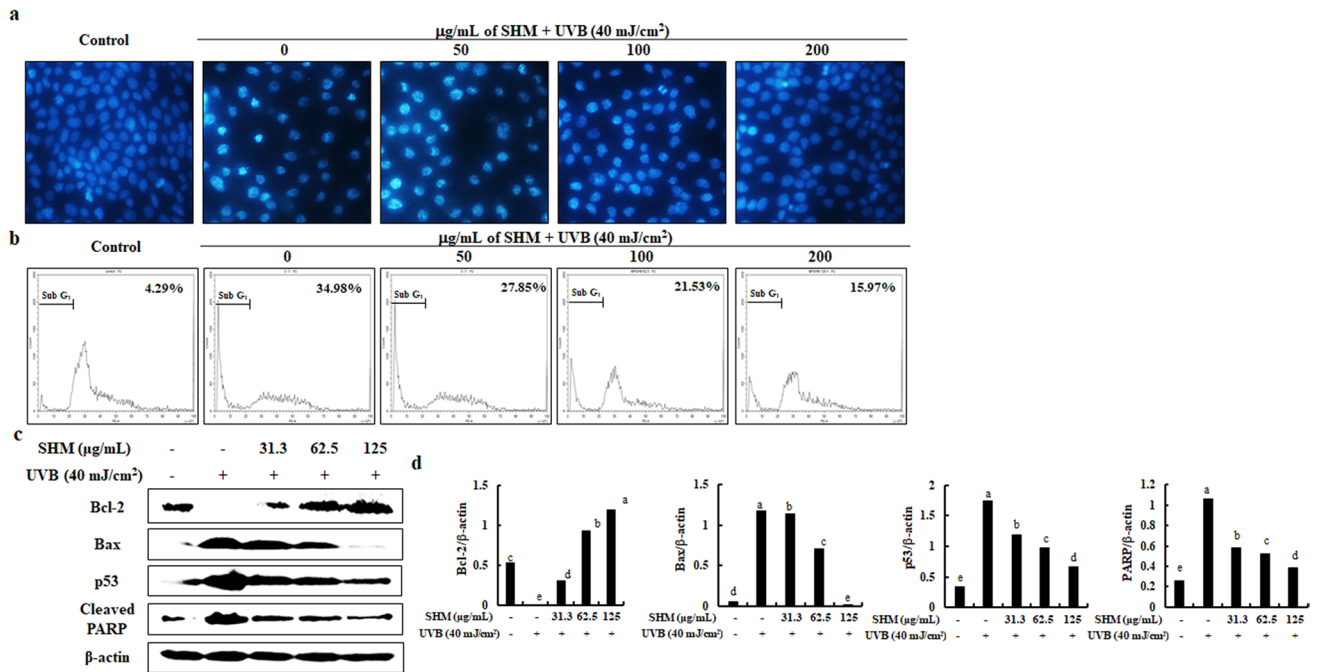 a
μg/mL of SHM + UVB (40 mJ/cm²)
Control
0 50 100 200
b
μg/mL of SHM + UVB (40 mJ/cm²)
Control
0 50 100 200
Sub G₁ 4.29%
Sub G₁ 34.98%
Sub G₁ 27.85%
Sub G₁ 21.53%
Sub G₁ 15.97%
c
SHM (μg/mL) - - 31.3 62.5 125
UVB (40 mJ/cm²) - + + + +
Bcl-2
Bax
p53
Cleaved
PARP
β-actin
d
Bcl-2/β-actin
1.5
1
0.5
0
c e d b a
SHM (μg/mL) - - 31.3 62.5 125
UVB (40 mJ/cm²) - + + + +
Bax/β-actin
1.5
1
0.5
0
d a b c e
SHM (μg/mL) - - 31.3 62.5 125
UVB (40 mJ/cm²) - + + + +
p53/β-actin
2
1.5
1
0.5
0
e a b c d
SHM (μg/mL) - - 31.3 62.5 125
UVB (40 mJ/cm²) - + + + +
PARP/β-actin
1.2
1
0.8
0.6
0.4
0.2
0
e a b c d
SHM (μg/mL) - - 31.3 62.5 125
UVB (40 mJ/cm²) - + + + +